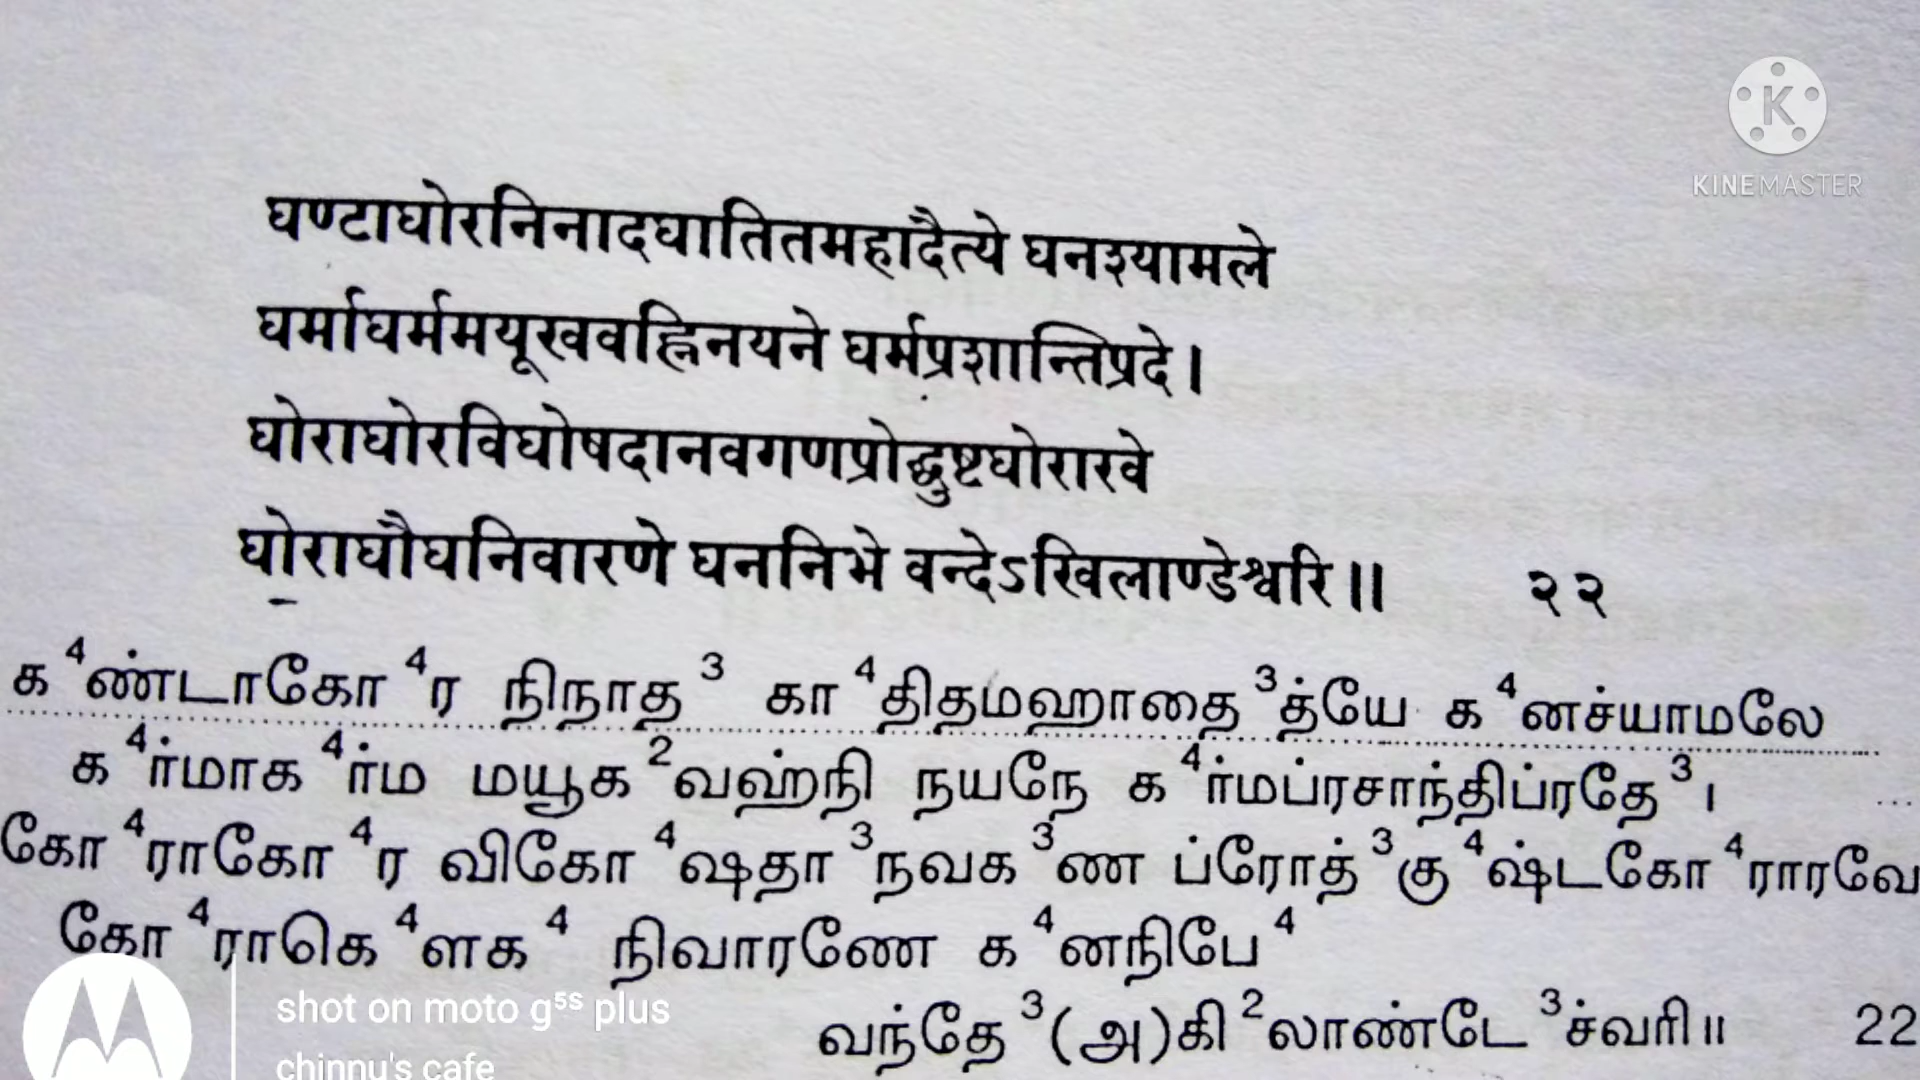 K
KINEMASTER
घण्टाघोरनिनादघातितमहादैत्ये घनश्यामले
घर्माघर्ममयूखवह्निनयने घर्मप्रशान्तिप्रदे।
घोराघोरविघोषदानवगणप्रोद्घुष्टघोरारवे
घोराघौघनिवारणे घननिभे वन्देऽखिलाण्डेश्वरि॥ २२
க⁴ண்டாகோ⁴ர நிநாத³ கா⁴திதமஹாதை³த்யே க⁴னச்யாமலே
க⁴ர்மாக⁴ர்ம மயூக²வஹ்நி நயநே க⁴ர்மப்ரசாந்திப்ரதே³।
கோ⁴ராகோ⁴ர விகோ⁴ஷதா³நவக³ண ப்ரோத்³கு⁴ஷ்டகோ⁴ராரவே
கோ⁴ராகெ⁴ளக⁴ நிவாரணே க⁴னநிபே⁴
வந்தே³(அ)கி²லாண்டே³ச்வரி॥ 22
shot on moto g⁵ˢ plus
chinnu's cafe